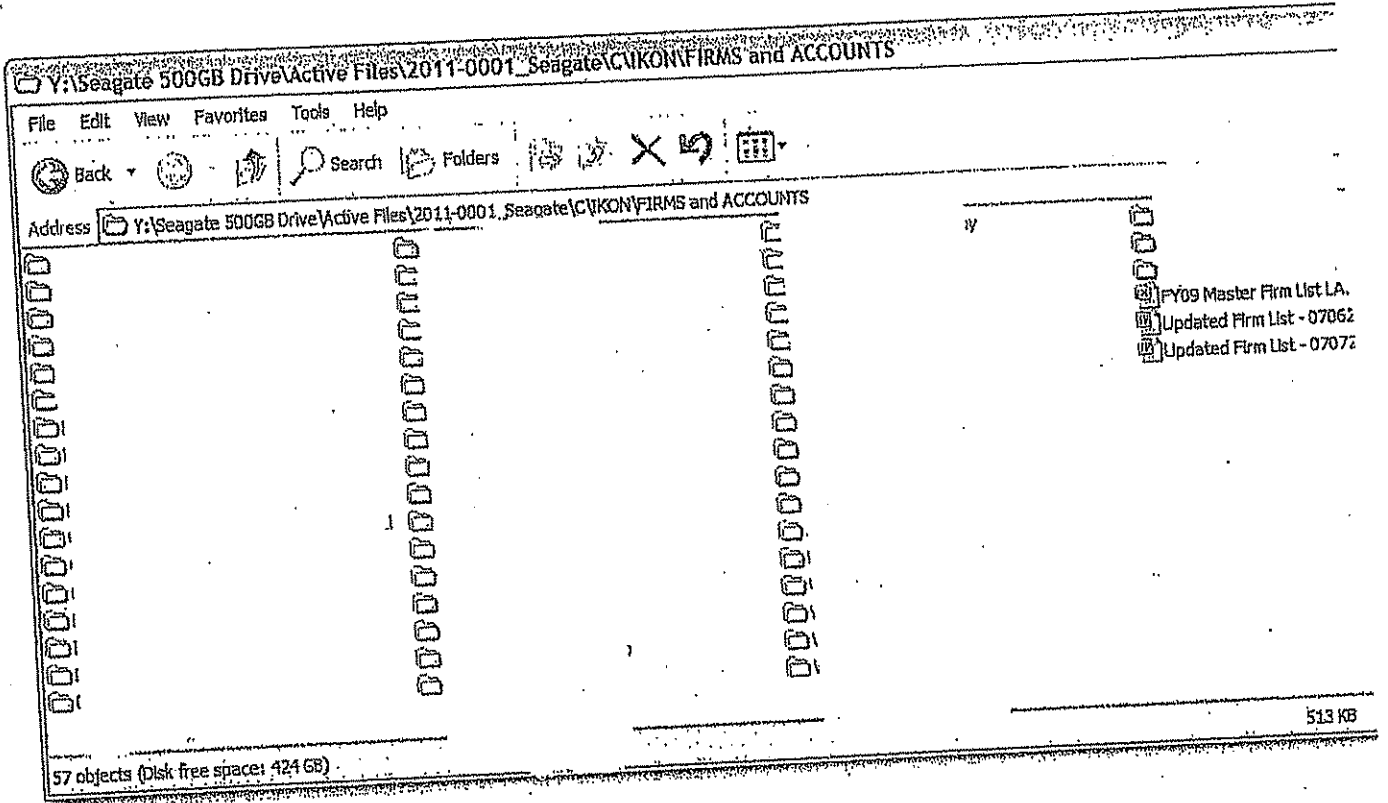 Y:\Seagate 500GB Drive\Active Files\2011-0001_Seagate\C\IKON\FIRMS and ACCOUNTS
File Edit View Favorites Tools Help
Back Search Folders
Address Y:\Seagate 500GB Drive\Active Files\2011-0001_Seagate\C\IKON\FIRMS and ACCOUNTS
FY09 Master Firm List LA.
Updated Firm List - 07062
Updated Firm List - 07072
513 KB
57 objects (Disk free space: 424 GB)